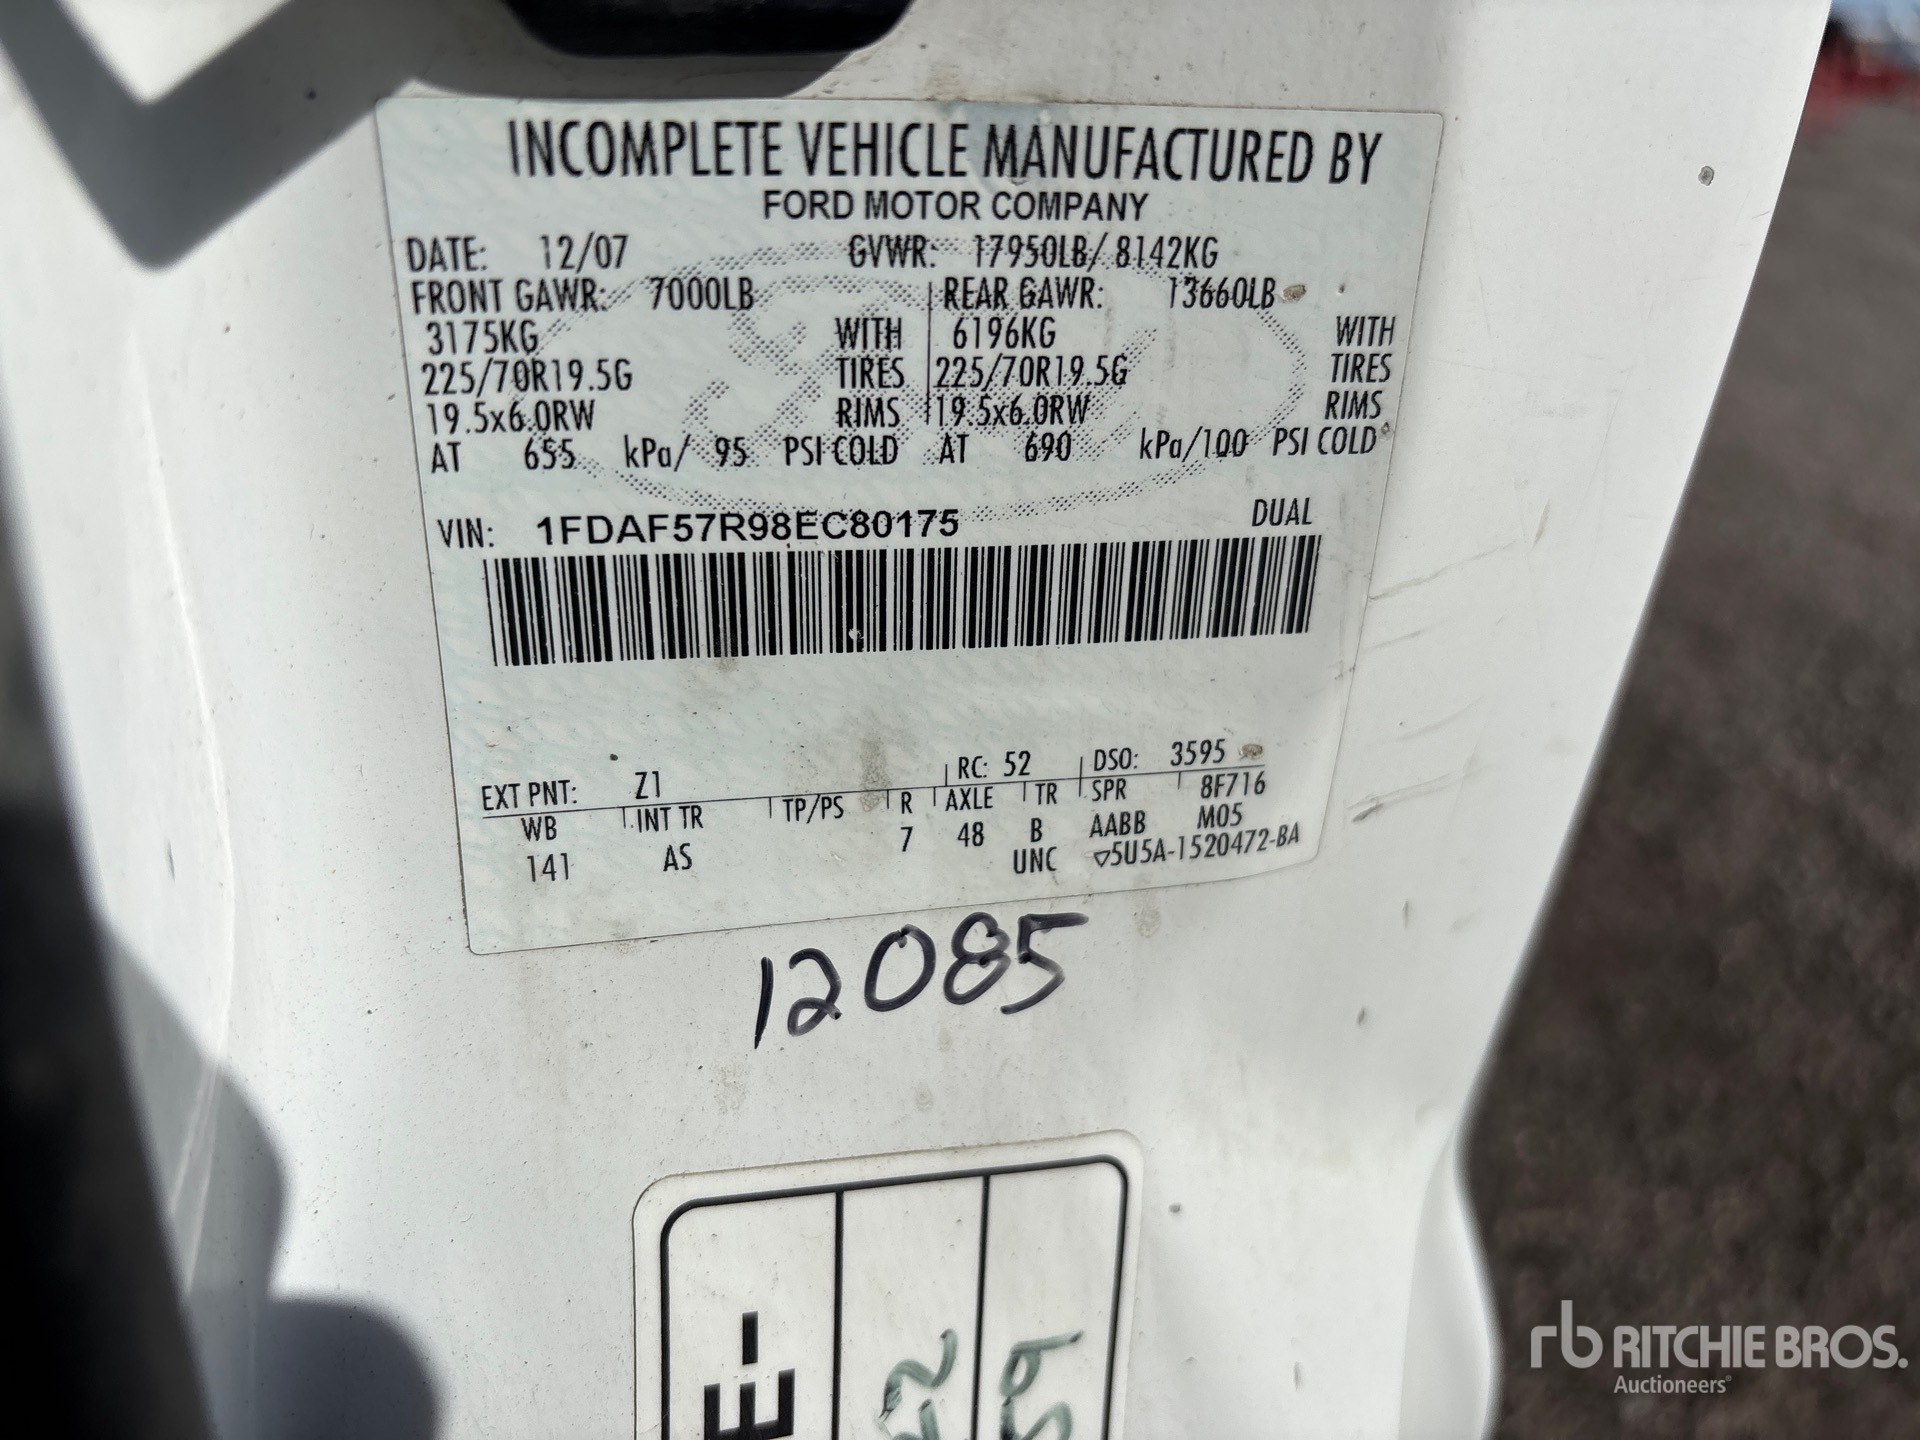 INCOMPLETE VEHICLE MANUFACTURED BY
FORD MOTOR COMPANY
DATE: 12/07 GVWR: 17950LB/ 8142KG
FRONT GAWR: 7000LB REAR GAWR: 13660LB
3175KG WITH 6196KG WITH
225/70R19.5G TIRES 225/70R19.5G TIRES
19.5x6.0RW RIMS 19.5x6.0RW RIMS
AT 655 kPa/ 95 PSI COLD AT 690 kPa/100 PSI COLD
VIN: 1FDAF57R98EC80175 DUAL
EXT PNT: Z1 RC: 52 DSO: 3595
WB INT TR TP/PS R AXLE TR SPR 8F716
141 AS 7 48 B AABB M05
UNC ▽5U5A-1520472-BA
12085
E-
rb RITCHIE BROS.
Auctioneers